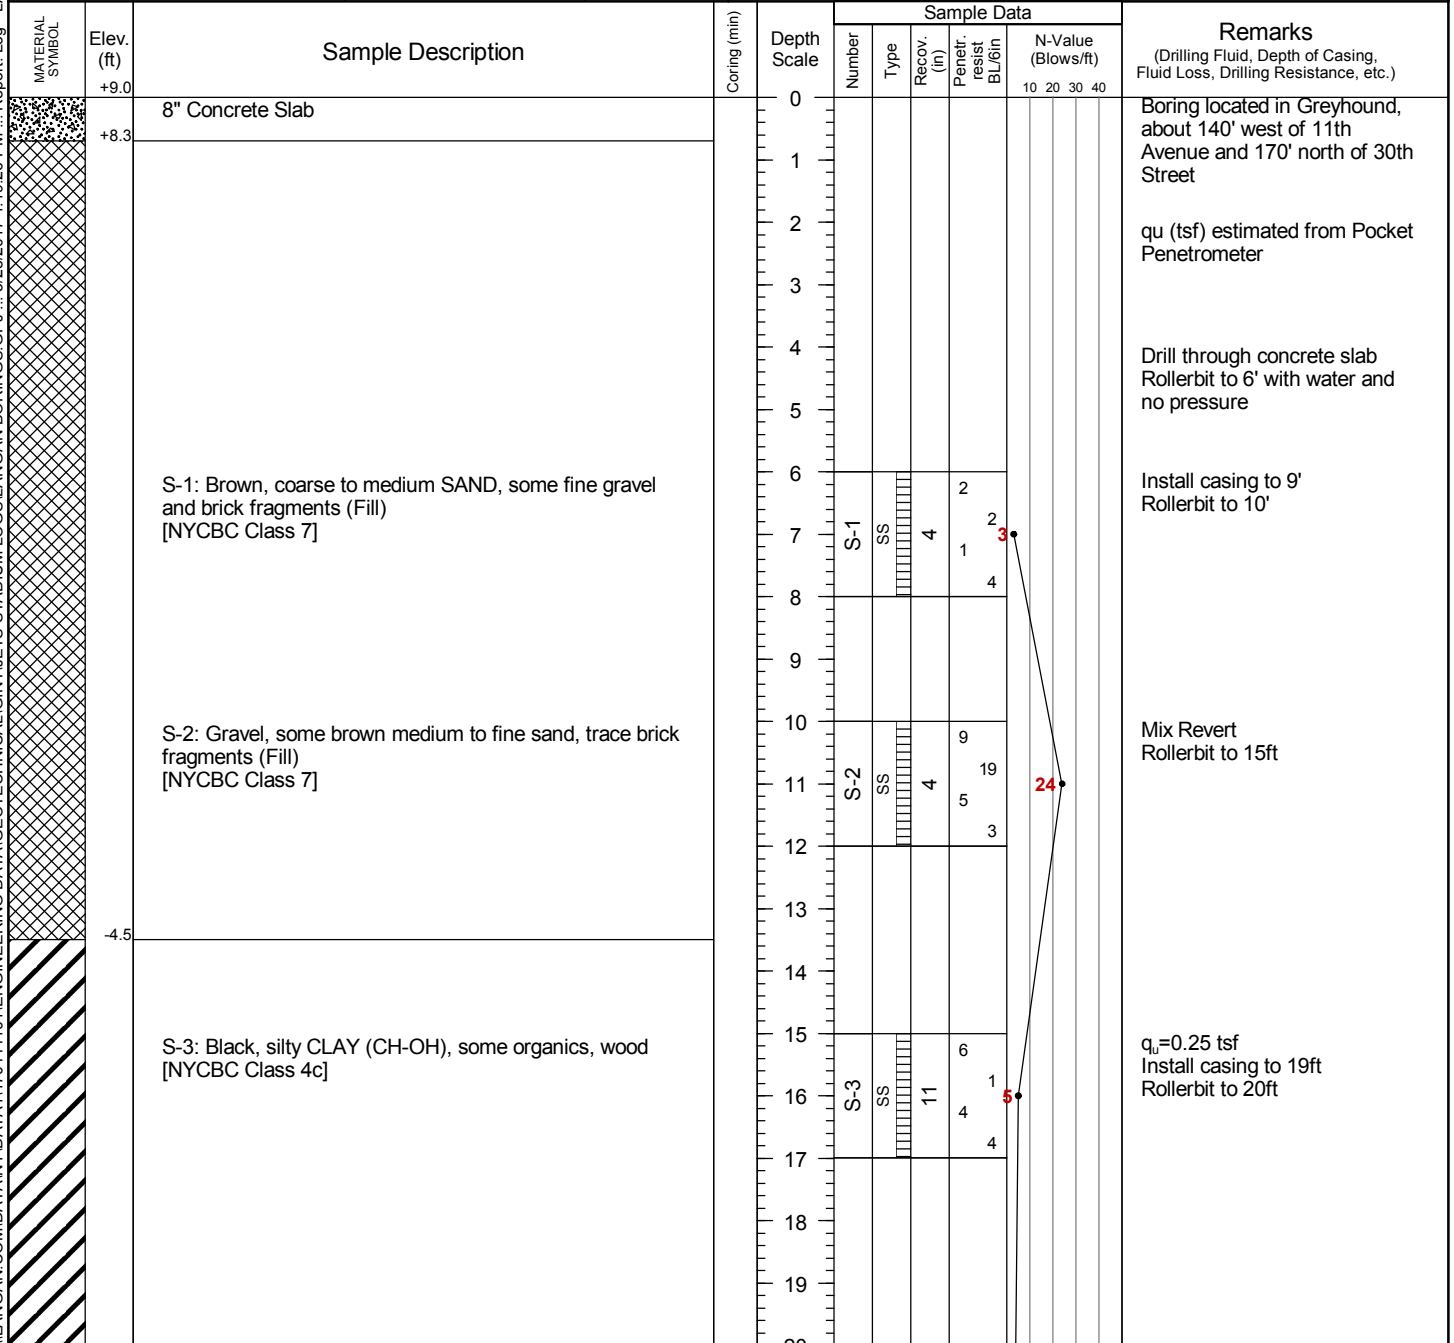 MATERIAL
SYMBOL
Elev.
(ft)
+9.0
Sample Description
Coring (min)
Depth
Scale
Sample Data
Number
Type
Recov.
(in)
Penetr.
resist
BL/6in
N-Value
(Blows/ft)
10 20 30 40
Remarks
(Drilling Fluid, Depth of Casing,
Fluid Loss, Drilling Resistance, etc.)
0
8" Concrete Slab
+8.3
Boring located in Greyhound,
about 140' west of 11th
Avenue and 170' north of 30th
Street
1
2
qu (tsf) estimated from Pocket
Penetrometer
3
4
Drill through concrete slab
Rollerbit to 6' with water and
no pressure
5
6
S-1: Brown, coarse to medium SAND, some fine gravel
and brick fragments (Fill)
[NYCBC Class 7]
S-1
SS
4
2
2
1
4
3
Install casing to 9'
Rollerbit to 10'
7
8
9
10
S-2: Gravel, some brown medium to fine sand, trace brick
fragments (Fill)
[NYCBC Class 7]
S-2
SS
4
9
19
5
3
24
Mix Revert
Rollerbit to 15ft
11
12
13
-4.5
14
15
S-3: Black, silty CLAY (CH-OH), some organics, wood
[NYCBC Class 4c]
S-3
SS
11
6
1
4
4
5
qu=0.25 tsf
Install casing to 19ft
Rollerbit to 20ft
16
17
18
19
20